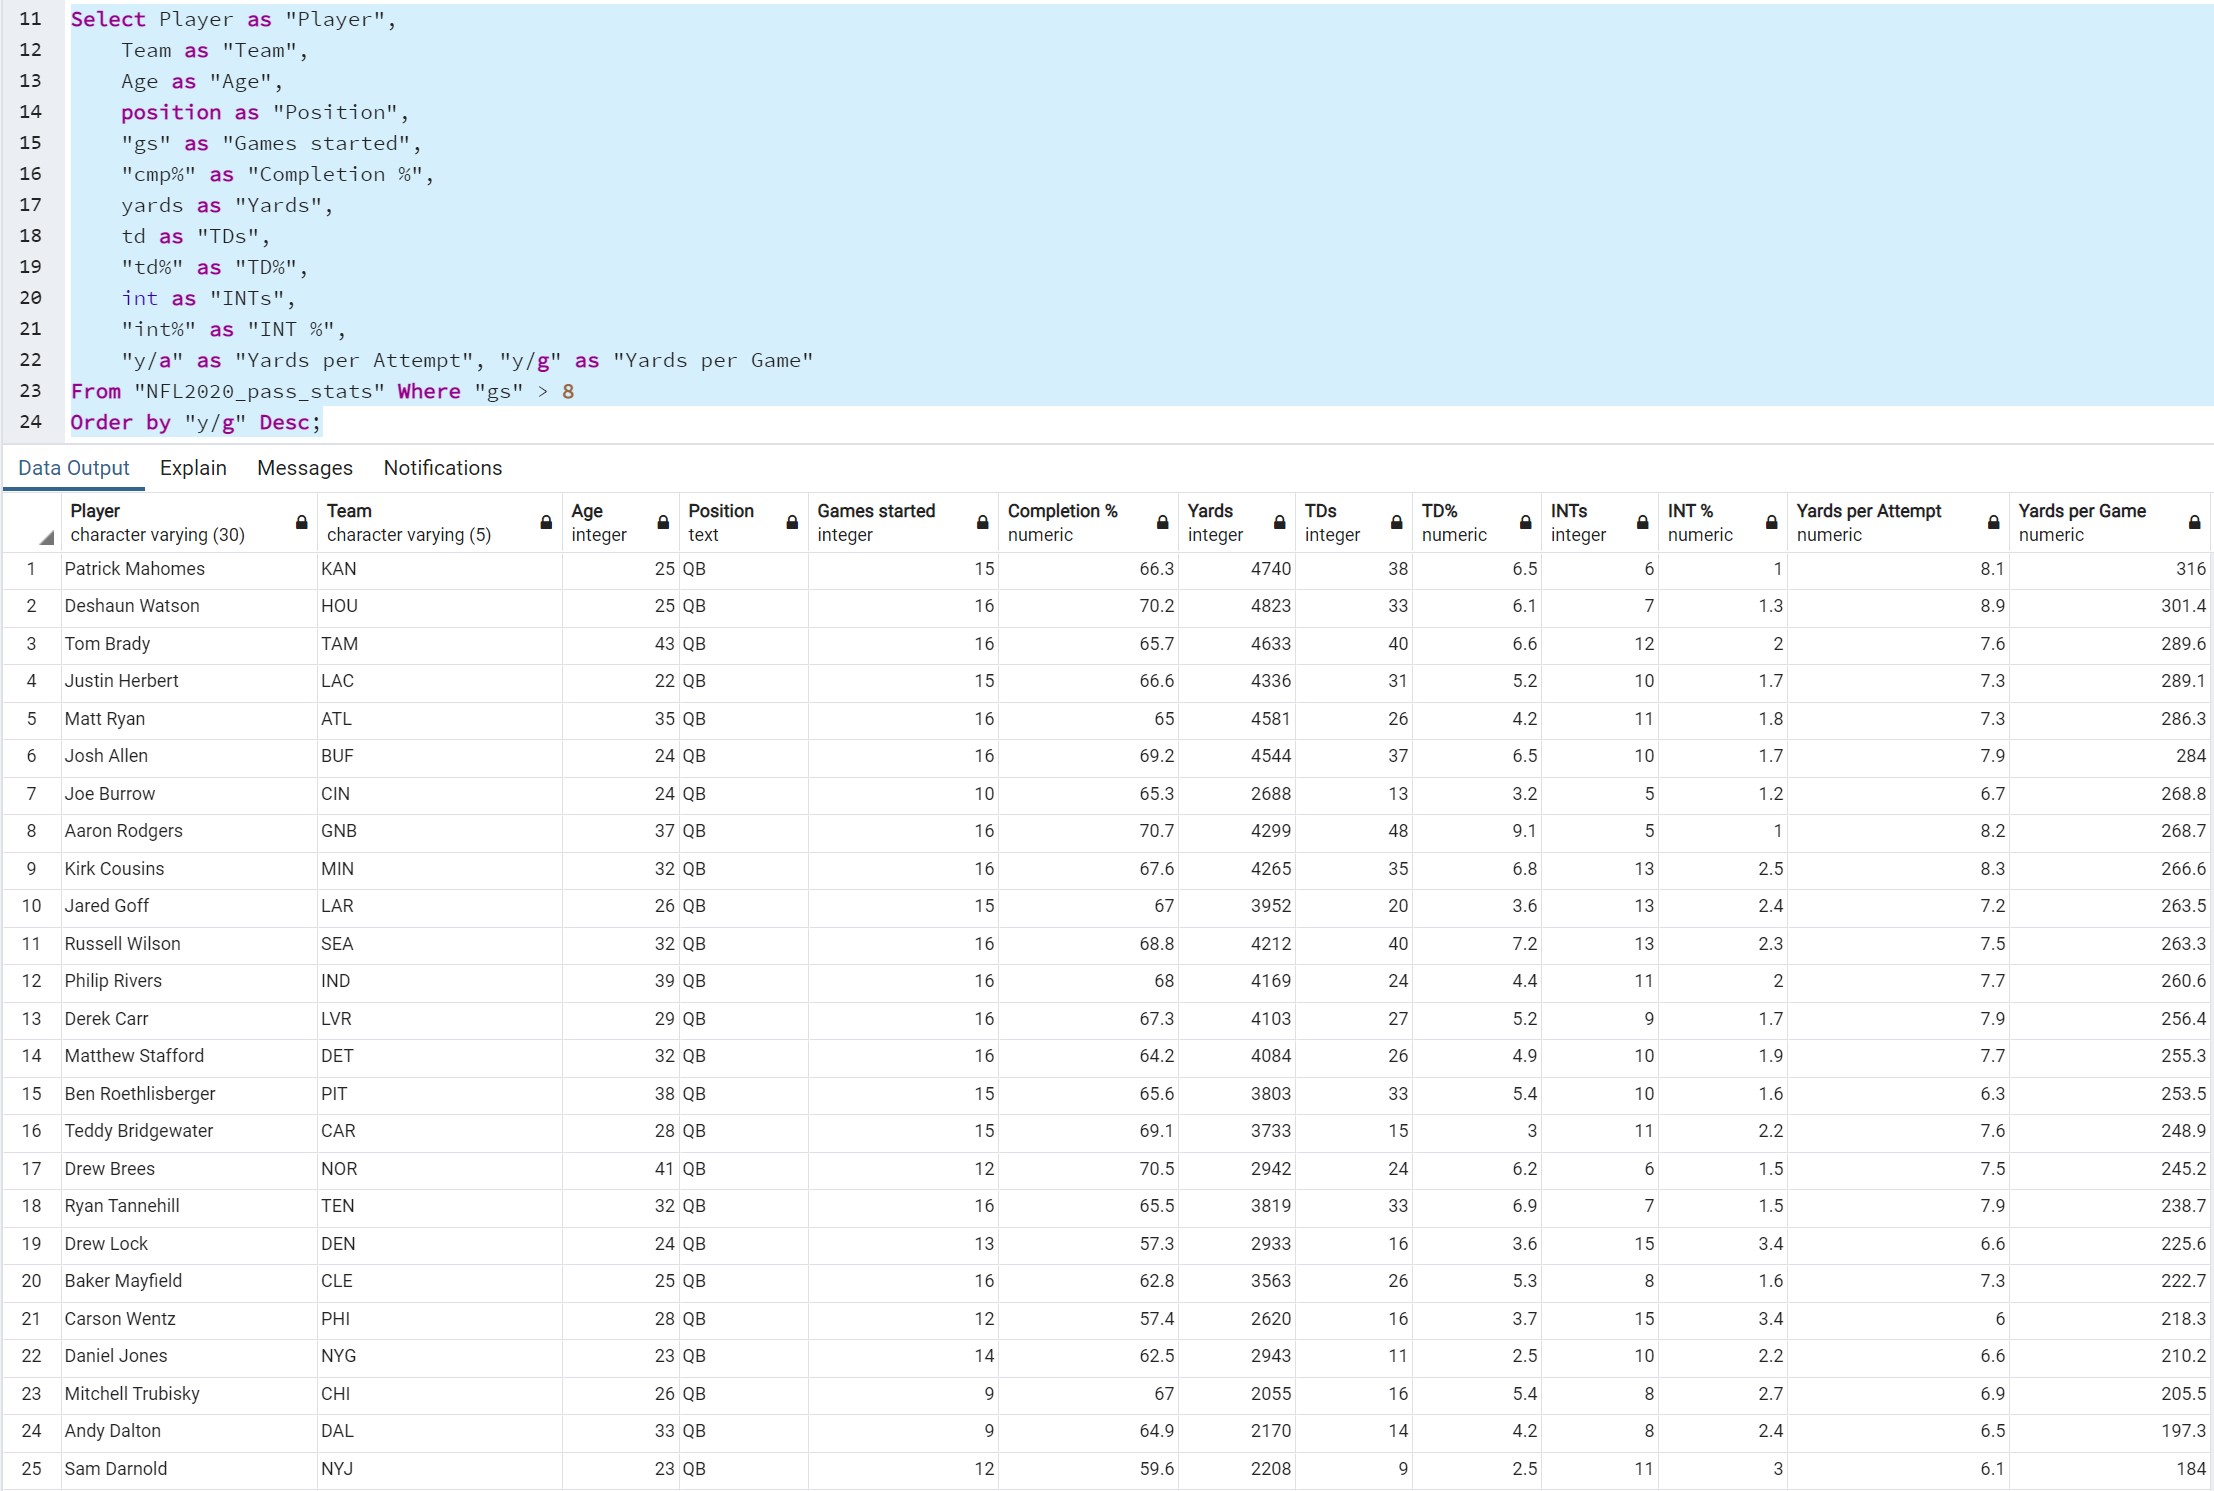 11 Select Player as "Player",
12 Team as "Team",
13 Age as "Age",
14 position as "Position",
15 "gs" as "Games started",
16 "cmp%" as "Completion %",
17 yards as "Yards",
18 td as "TDs",
19 "td%" as "TD%",
20 int as "INTs",
21 "int%" as "INT %",
22 "y/a" as "Yards per Attempt", "y/g" as "Yards per Game"
23 From "NFL2020_pass_stats" Where "gs" > 8
24 Order by "y/g" Desc;
Data Output Explain Messages Notifications
Player Team Age Position Games started Completion % Yards TDs TD% INTs INT % Yards per Attempt Yards per Game
character varying (30) character varying (5) integer text integer numeric integer integer numeric integer numeric numeric numeric
1 Patrick Mahomes KAN 25 QB 15 66.3 4740 38 6.5 6 1 8.1 316
2 Deshaun Watson HOU 25 QB 16 70.2 4823 33 6.1 7 1.3 8.9 301.4
3 Tom Brady TAM 43 QB 16 65.7 4633 40 6.6 12 2 7.6 289.6
4 Justin Herbert LAC 22 QB 15 66.6 4336 31 5.2 10 1.7 7.3 289.1
5 Matt Ryan ATL 35 QB 16 65 4581 26 4.2 11 1.8 7.3 286.3
6 Josh Allen BUF 24 QB 16 69.2 4544 37 6.5 10 1.7 7.9 284
7 Joe Burrow CIN 24 QB 10 65.3 2688 13 3.2 5 1.2 6.7 268.8
8 Aaron Rodgers GNB 37 QB 16 70.7 4299 48 9.1 5 1 8.2 268.7
9 Kirk Cousins MIN 32 QB 16 67.6 4265 35 6.8 13 2.5 8.3 266.6
10 Jared Goff LAR 26 QB 15 67 3952 20 3.6 13 2.4 7.2 263.5
11 Russell Wilson SEA 32 QB 16 68.8 4212 40 7.2 13 2.3 7.5 263.3
12 Philip Rivers IND 39 QB 16 68 4169 24 4.4 11 2 7.7 260.6
13 Derek Carr LVR 29 QB 16 67.3 4103 27 5.2 9 1.7 7.9 256.4
14 Matthew Stafford DET 32 QB 16 64.2 4084 26 4.9 10 1.9 7.7 255.3
15 Ben Roethlisberger PIT 38 QB 15 65.6 3803 33 5.4 10 1.6 6.3 253.5
16 Teddy Bridgewater CAR 28 QB 15 69.1 3733 15 3 11 2.2 7.6 248.9
17 Drew Brees NOR 41 QB 12 70.5 2942 24 6.2 6 1.5 7.5 245.2
18 Ryan Tannehill TEN 32 QB 16 65.5 3819 33 6.9 7 1.5 7.9 238.7
19 Drew Lock DEN 24 QB 13 57.3 2933 16 3.6 15 3.4 6.6 225.6
20 Baker Mayfield CLE 25 QB 16 62.8 3563 26 5.3 8 1.6 7.3 222.7
21 Carson Wentz PHI 28 QB 12 57.4 2620 16 3.7 15 3.4 6 218.3
22 Daniel Jones NYG 23 QB 14 62.5 2943 11 2.5 10 2.2 6.6 210.2
23 Mitchell Trubisky CHI 26 QB 9 67 2055 16 5.4 8 2.7 6.9 205.5
24 Andy Dalton DAL 33 QB 9 64.9 2170 14 4.2 8 2.4 6.5 197.3
25 Sam Darnold NYJ 23 QB 12 59.6 2208 9 2.5 11 3 6.1 184